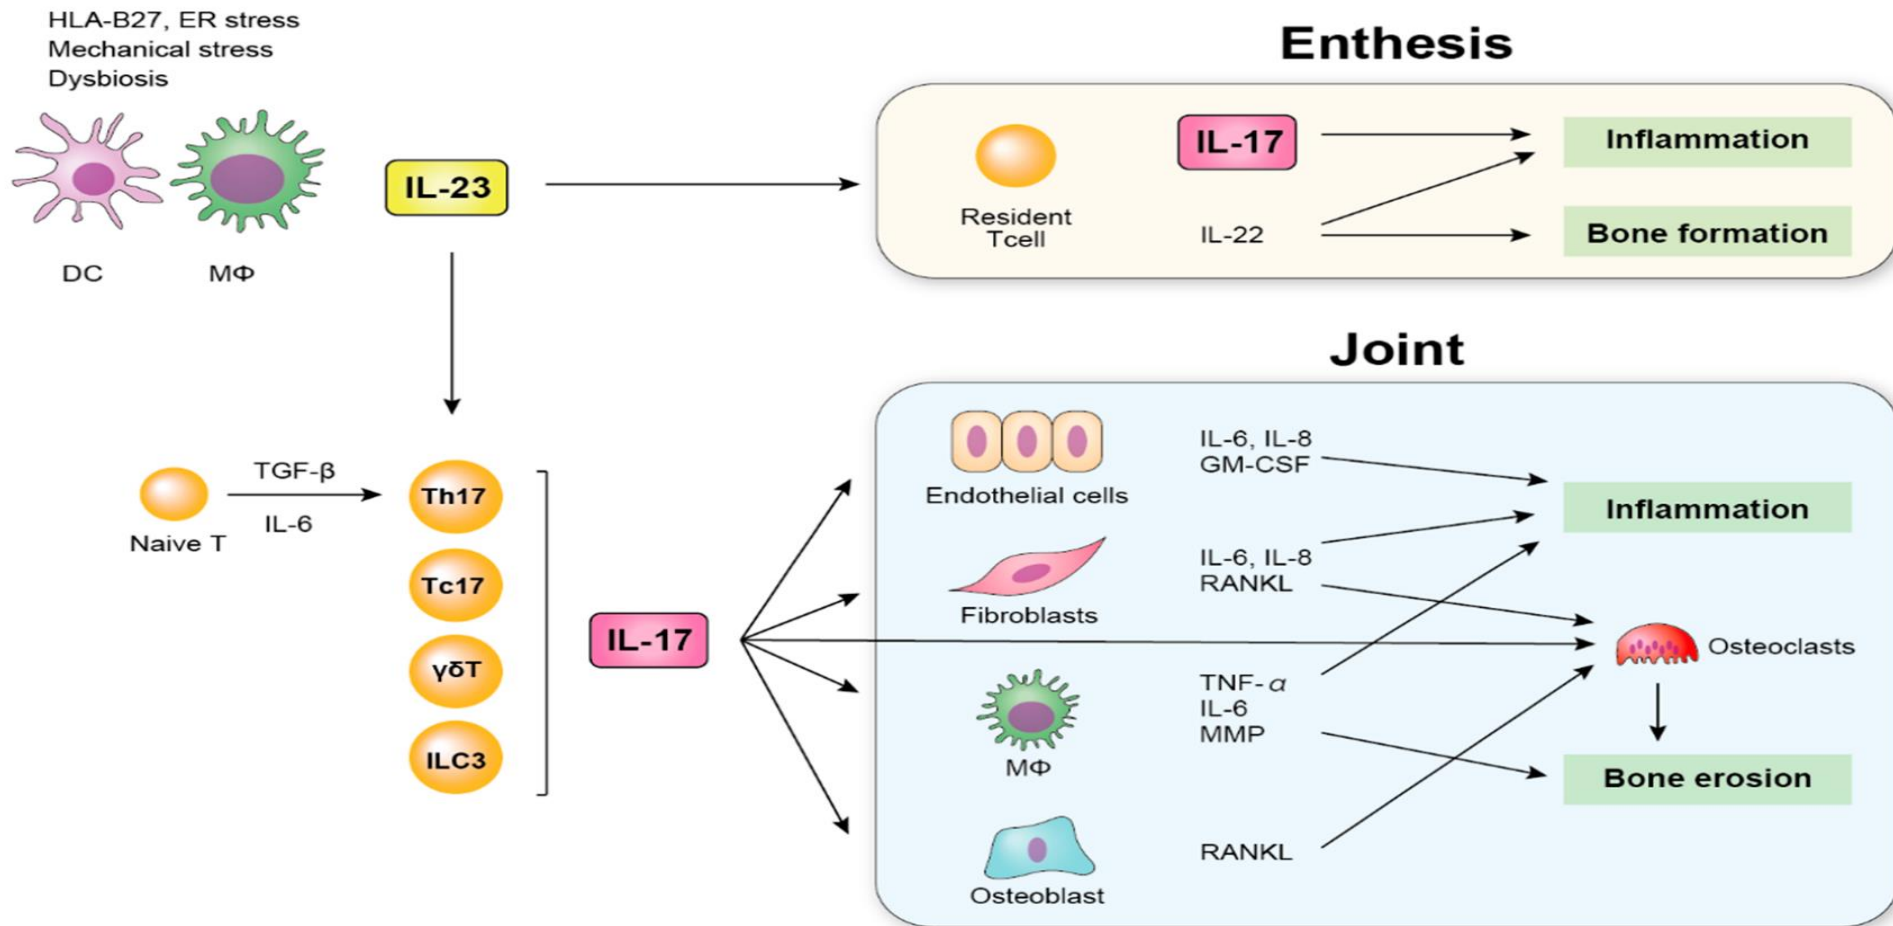 HLA-B27, ER stress
Mechanical stress
Dysbiosis
DC
MΦ
IL-23
Enthesis
Resident
Tcell
IL-17
IL-22
Inflammation
Bone formation
Naive T
TGF-β
IL-6
Th17
Tc17
γδT
ILC3
IL-17
Joint
Endothelial cells
IL-6, IL-8
GM-CSF
Inflammation
Fibroblasts
IL-6, IL-8
RANKL
Osteoclasts
MΦ
TNF-α
IL-6
MMP
Bone erosion
Osteoblast
RANKL